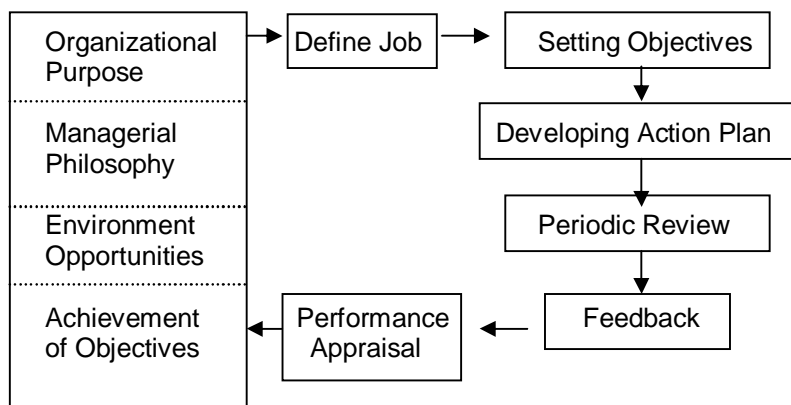 Organizational
Purpose
Define Job
Setting Objectives
Managerial
Philosophy
Developing Action Plan
Environment
Opportunities
Periodic Review
Achievement
of Objectives
Performance
Appraisal
Feedback